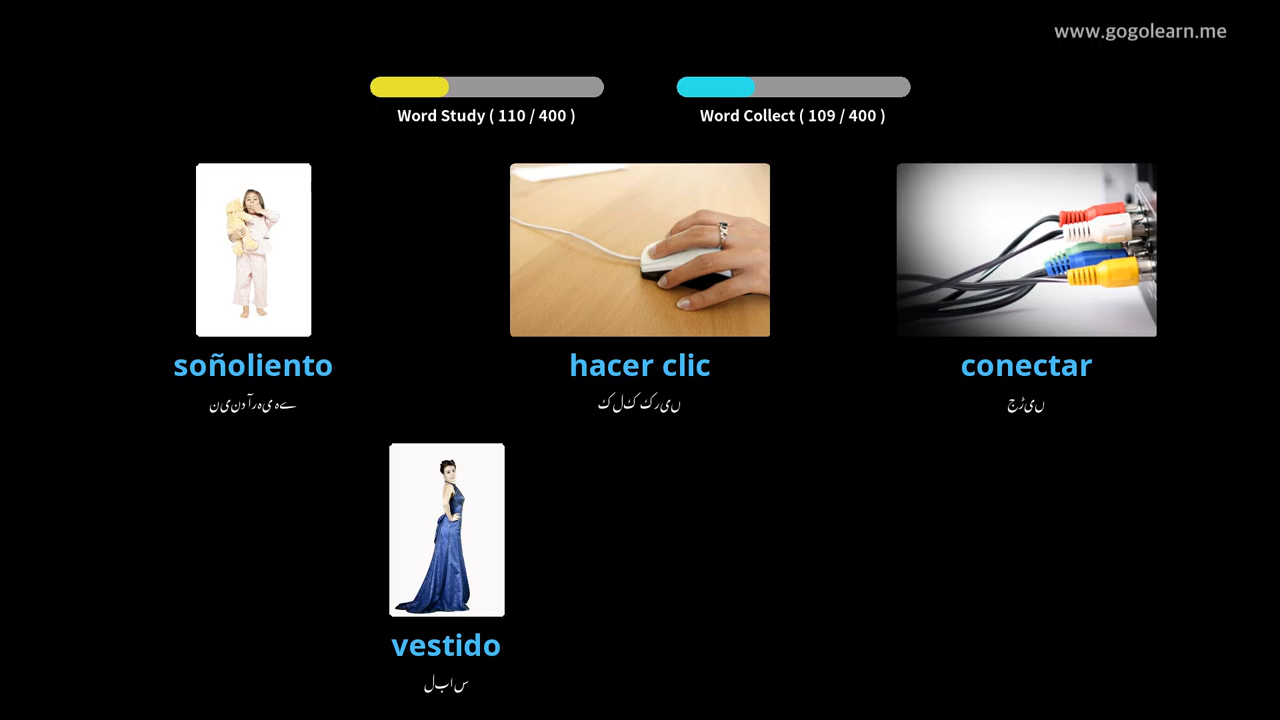 www.gogolearn.me
Word Study ( 110 / 400 )
Word Collect ( 109 / 400 )
soñoliento
نیند آرہی ہے
hacer clic
کلک کریں
conectar
جڑیں
vestido
لباس